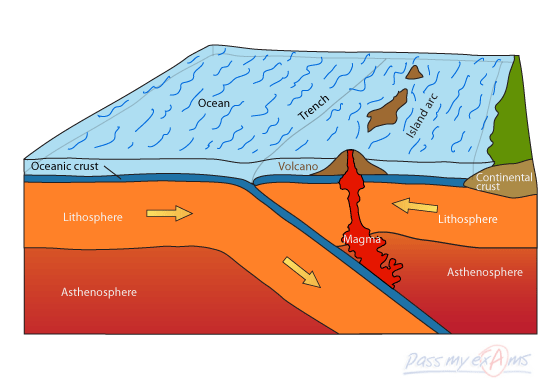 Ocean
Trench
Island arc
Oceanic crust
Volcano
Continental
crust
Lithosphere
Lithosphere
Magma
Asthenosphere
Asthenosphere
pass my exAms